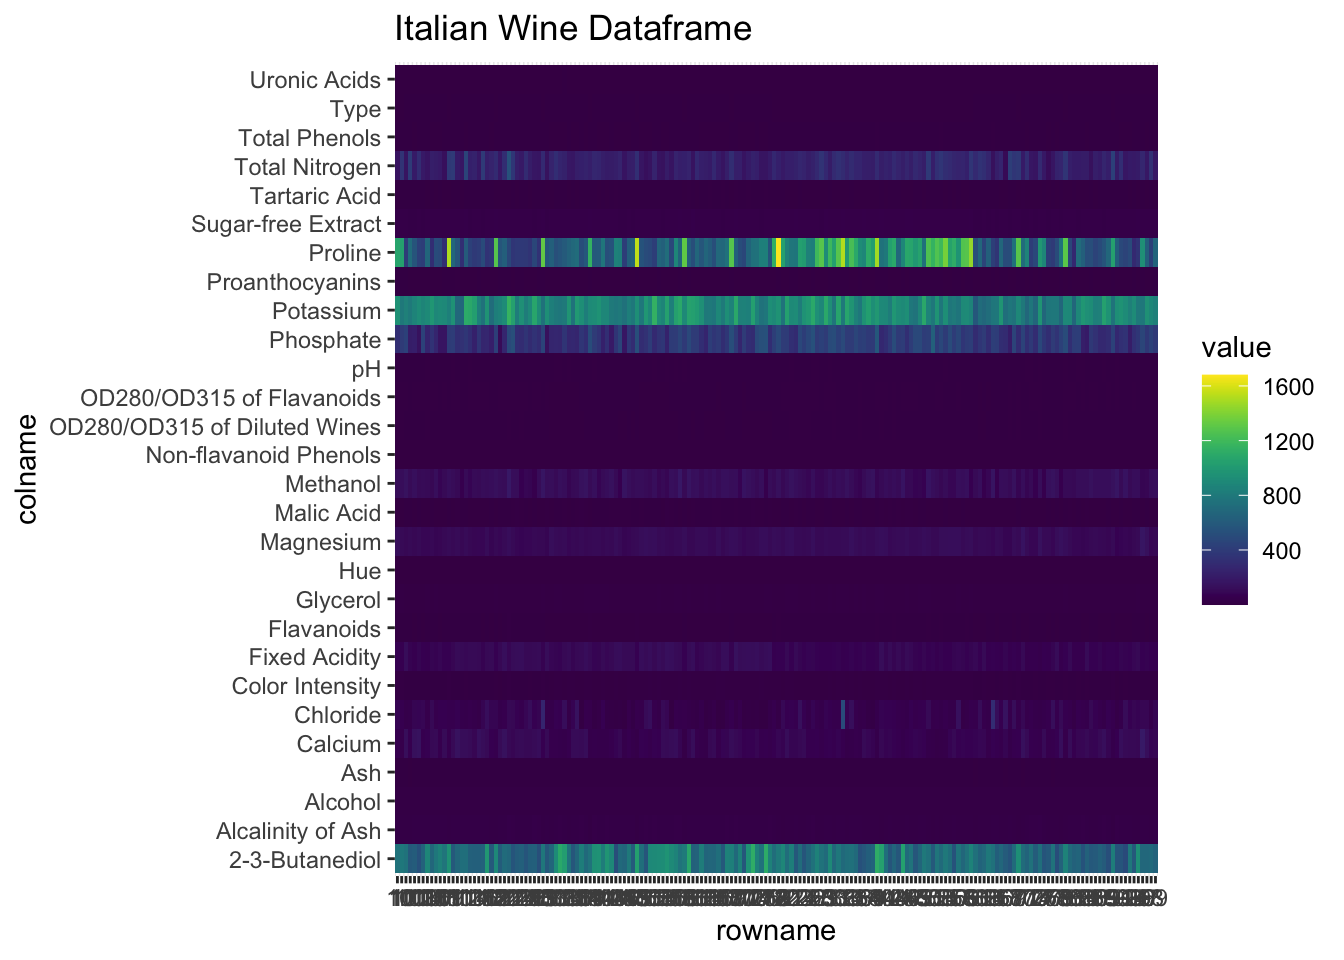 Italian Wine Dataframe
Uronic Acids
Type
Total Phenols
Total Nitrogen
Tartaric Acid
Sugar-free Extract
Proline
Proanthocyanins
Potassium
Phosphate
pH
OD280/OD315 of Flavanoids
OD280/OD315 of Diluted Wines
Non-flavanoid Phenols
Methanol
Malic Acid
Magnesium
Hue
Glycerol
Flavanoids
Fixed Acidity
Color Intensity
Chloride
Calcium
Ash
Alcohol
Alcalinity of Ash
2-3-Butanediol
colname
rowname
value
1600
1200
800
400